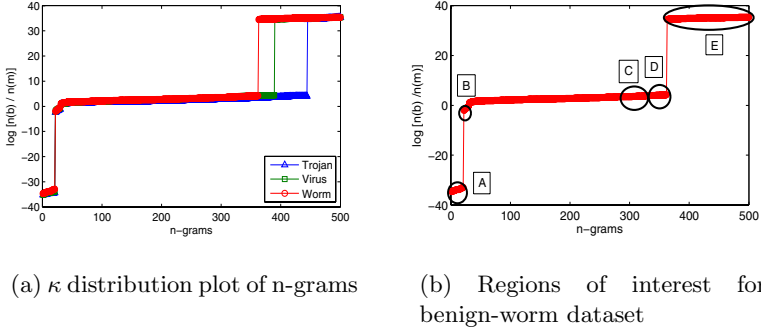 40
30
20
10
0
−10
−20
−30
−40
log [n(b) / n(m)]
0
100
200
300
400
500
n-grams
Trojan
Virus
Worm
(a) κ distribution plot of n-grams
40
20
0
−20
−40
log [n(b) /n(m)]
0
100
200
300
400
500
n-grams
A
B
C
D
E
(b) Regions of interest for
benign-worm dataset